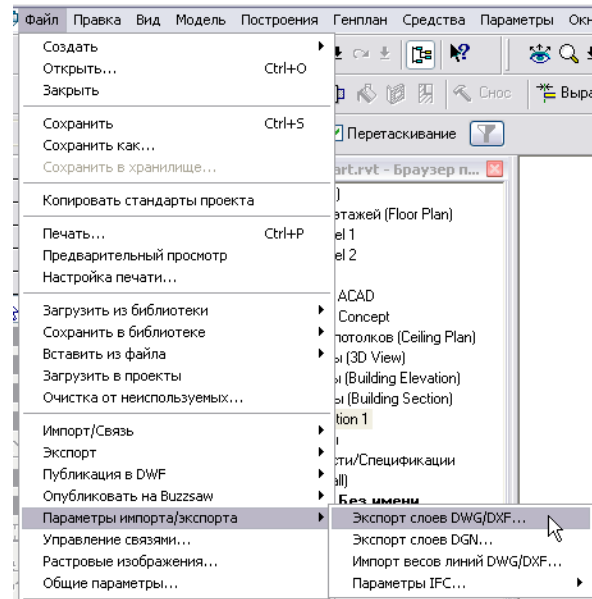 Файл Правка Вид Модель Построения Генплан Средства Параметры Окн
Создать
Открыть... Ctrl+O
Закрыть
Снос Выра
Сохранить Ctrl+S
Сохранить как...
Сохранить в хранилище...
Перетаскивание
art.rvt - Браузер п...
Копировать стандарты проекта
этажей (Floor Plan)
el 1
el 2
Печать... Ctrl+P
Предварительный просмотр
Настройка печати...
ACAD
Concept
потолков (Ceiling Plan)
ы (3D View)
ы (Building Elevation)
ы (Building Section)
tion 1
Загрузить из библиотеки
Сохранить в библиотеке
Вставить из файла
Загрузить в проекты
Очистка от неиспользуемых...
Импорт/Связь
Экспорт
Публикация в DWF
Опубликовать на Buzzsaw
сти/Спецификации
all)
Без имени
Параметры импорта/экспорта
Управление связями...
Растровые изображения...
Общие параметры...
Экспорт слоев DWG/DXF...
Экспорт слоев DGN...
Импорт весов линий DWG/DXF...
Параметры IFC...